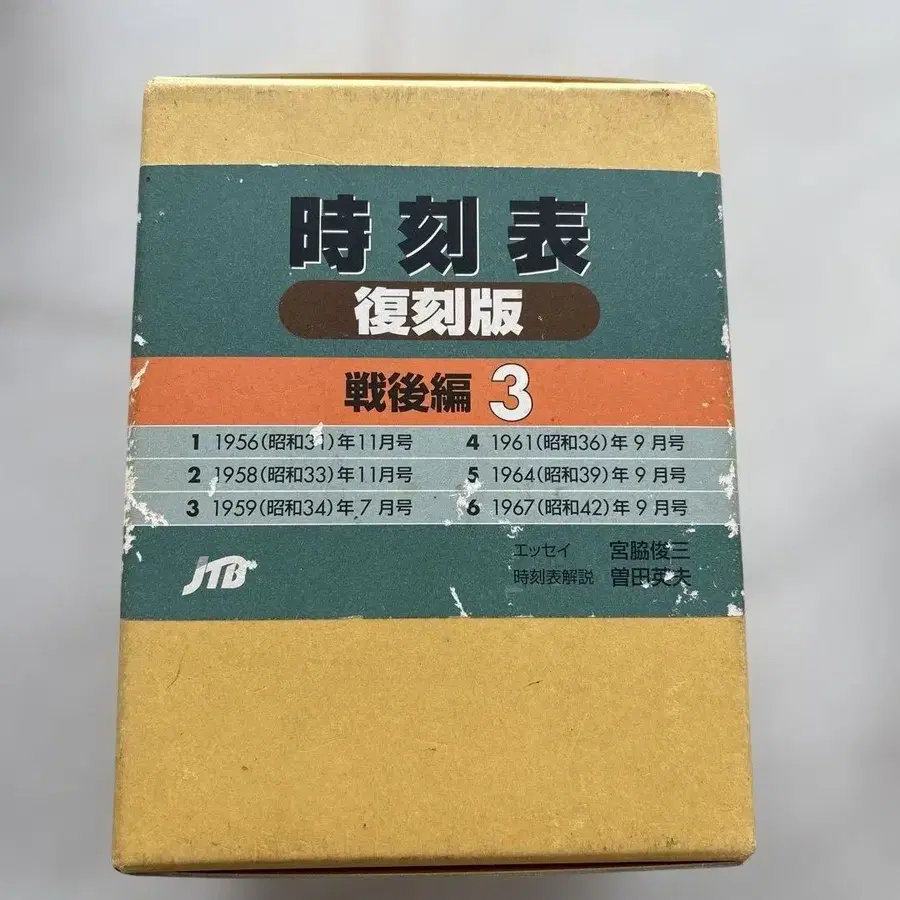 時刻表
復刻版
戦後編 3
1 1956(昭和31)年11月号
2 1958(昭和33)年11月号
3 1959(昭和34)年 7 月号
4 1961(昭和36)年 9 月号
5 1964(昭和39)年 9 月号
6 1967(昭和42)年 9 月号
エッセイ 宮脇俊三
時刻表解説 曽田英夫
JTB